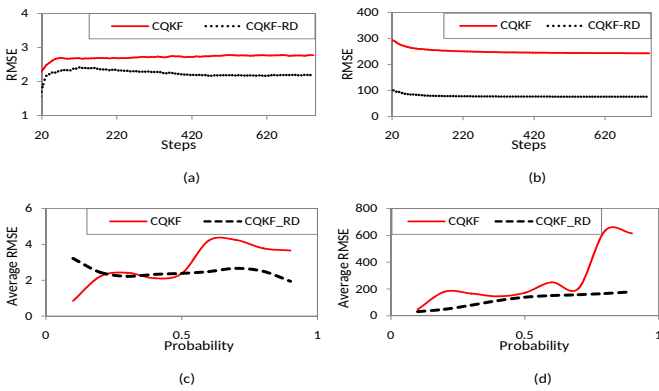 4
3
2
1
RMSE
CQKF
CQKF-RD
20
220
420
620
Steps
(a)
400
300
200
100
0
RMSE
CQKF
CQKF-RD
20
220
420
620
Steps
(b)
6
4
2
0
Average RMSE
CQKF
CQKF_RD
0
0.5
1
Probability
(c)
800
600
400
200
0
Average RMSE
CQKF
CQKF_RD
0
0.5
1
Probability
(d)